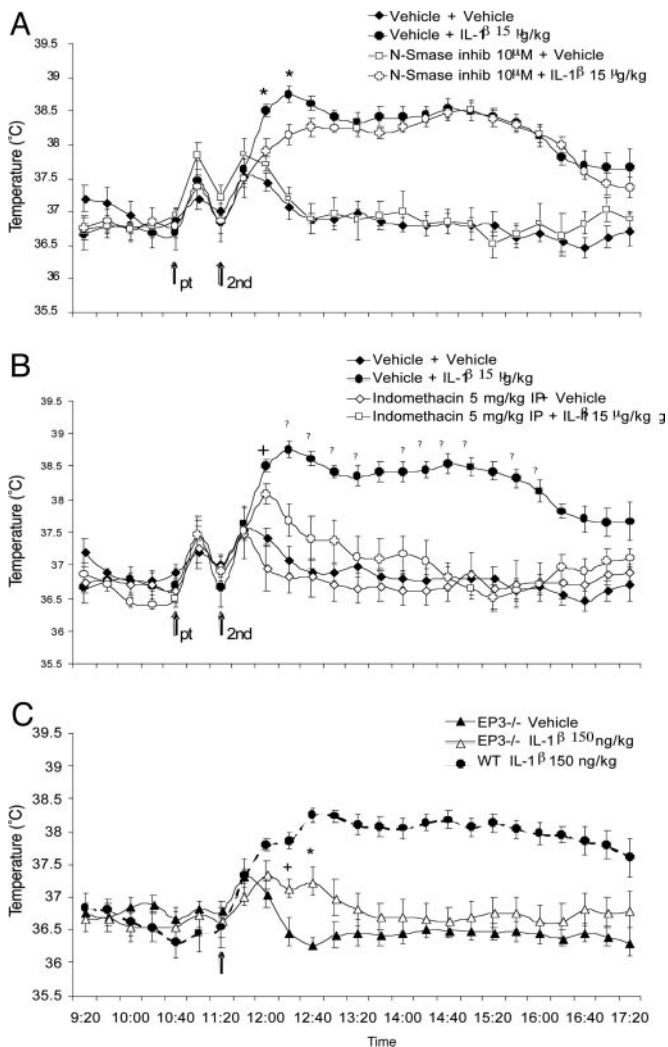 A
Vehicle + Vehicle
Vehicle + IL-1β 15 μg/kg
N-Smase inhib 10μM + Vehicle
N-Smase inhib 10μM + IL-1β 15 μg/kg
39.5
39
38.5
38
37.5
37
36.5
36
35.5
Temperature (°C)
* *
pt
2nd
B
Vehicle + Vehicle
Vehicle + IL-1β 15 μg/kg
Indomethacin 5 mg/kg IP+ Vehicle
Indomethacin 5 mg/kg IP + IL-1β 15 μg/kg g
39.5
39
38.5
38
37.5
37
36.5
36
35.5
Temperature (°C)
+ ? ? ? ? ? ? ? ? ? ?
pt
2nd
C
EP3-/- Vehicle
EP3-/- IL-1β 150 ng/kg
WT IL-1β 150 ng/kg
39.5
39
38.5
38
37.5
37
36.5
36
35.5
Temperature (°C)
+ *
9:20 10:00 10:40 11:20 12:00 12:40 13:20 14:00 14:40 15:20 16:00 16:40 17:20
Time